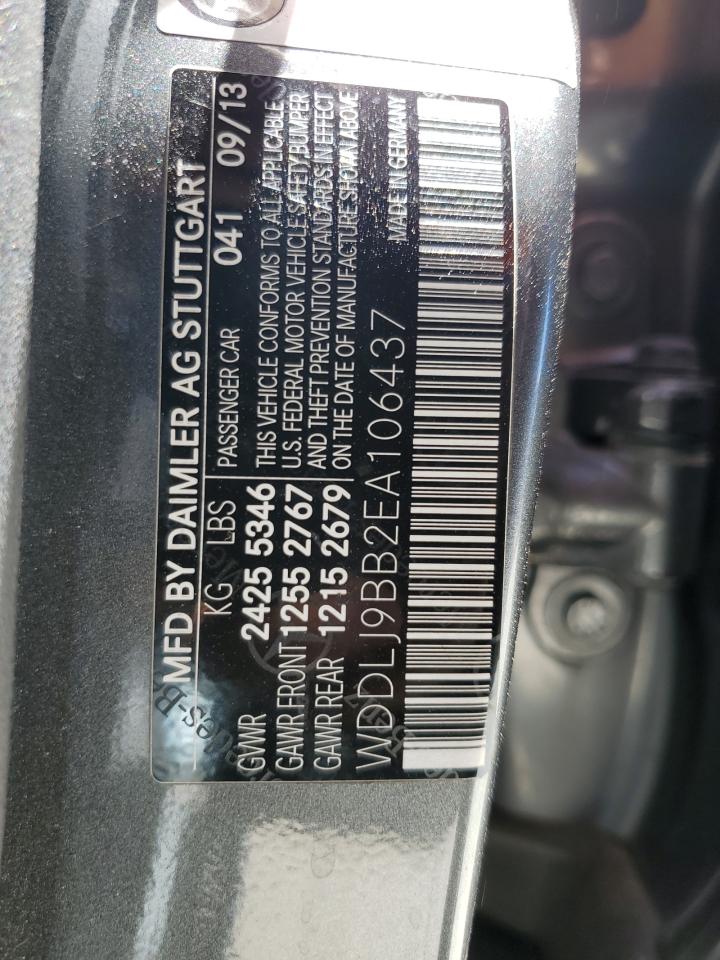 MFD BY DAIMLER AG STUTTGART
KG LBS PASSENGER CAR 041 09/13
GWR 2425 5346 THIS VEHICLE CONFORMS TO ALL APPLICABLE
GAWR FRONT 1255 2767 U.S. FEDERAL MOTOR VEHICLE SAFETY BUMPER
GAWR REAR 1215 2679 AND THEFT PREVENTION STANDARDS IN EFFECT
ON THE DATE OF MANUFACTURE SHOWN ABOVE
WDDLJ9BB2EA106437 MADE IN GERMANY